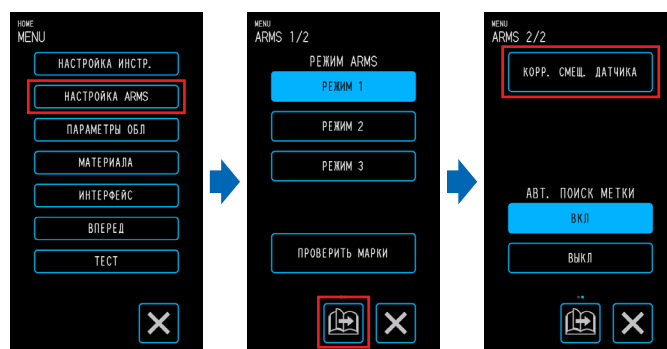 HOME
MENU
НАСТРОЙКА ИНСТР.
НАСТРОЙКА ARMS
ПАРАМЕТРЫ ОБЛ
МАТЕРИАЛА
ИНТЕРФЕЙС
ВПЕРЕД
ТЕСТ
MENU
ARMS 1/2
РЕЖИМ ARMS
РЕЖИМ 1
РЕЖИМ 2
РЕЖИМ 3
ПРОВЕРИТЬ МАРКИ
MENU
ARMS 2/2
КОРР. СМЕЩ. ДАТЧИКА
АВТ. ПОИСК МЕТКИ
ВКЛ
ВЫКЛ